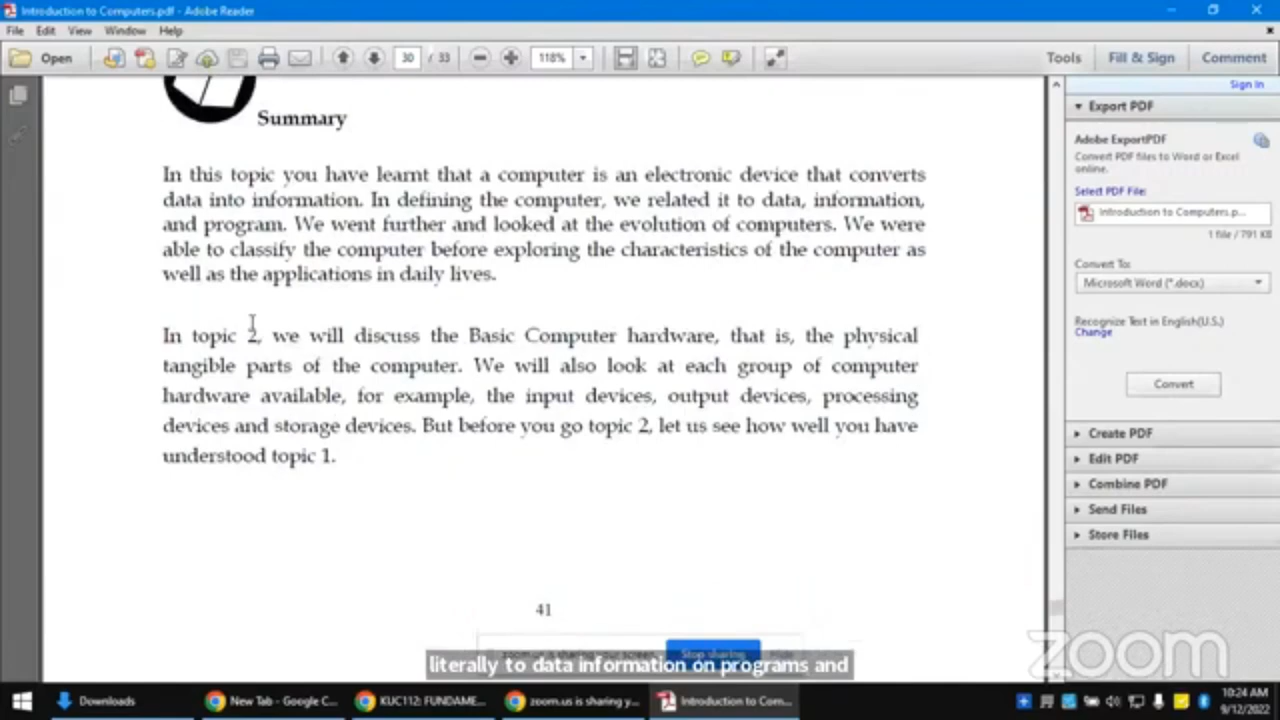 Introduction to Computers.pdf - Adobe Reader
File Edit View Window Help
Open 30 / 33 118% Tools Fill & Sign Comment
Sign In
Export PDF
Adobe ExportPDF
Convert PDF files to Word or Excel
online.
Select PDF File:
Introduction to Computers.p...
1 file / 791 KB
Convert To:
Microsoft Word (*.docx)
Recognize Text in English(U.S.)
Change
Convert
Create PDF
Edit PDF
Combine PDF
Send Files
Store Files
Summary
In this topic you have learnt that a computer is an electronic device that converts
data into information. In defining the computer, we related it to data, information,
and program. We went further and looked at the evolution of computers. We were
able to classify the computer before exploring the characteristics of the computer as
well as the applications in daily lives.
In topic 2, we will discuss the Basic Computer hardware, that is, the physical
tangible parts of the computer. We will also look at each group of computer
hardware available, for example, the input devices, output devices, processing
devices and storage devices. But before you go topic 2, let us see how well you have
understood topic 1.
41
zoom.us is sharing your screen. Stop sharing Hide
literally to data information on programs and
zoom
Downloads New Tab - Google C... KUC112: FUNDAME... zoom.us is sharing y... Introduction to Com...
10:24 AM
9/12/2022